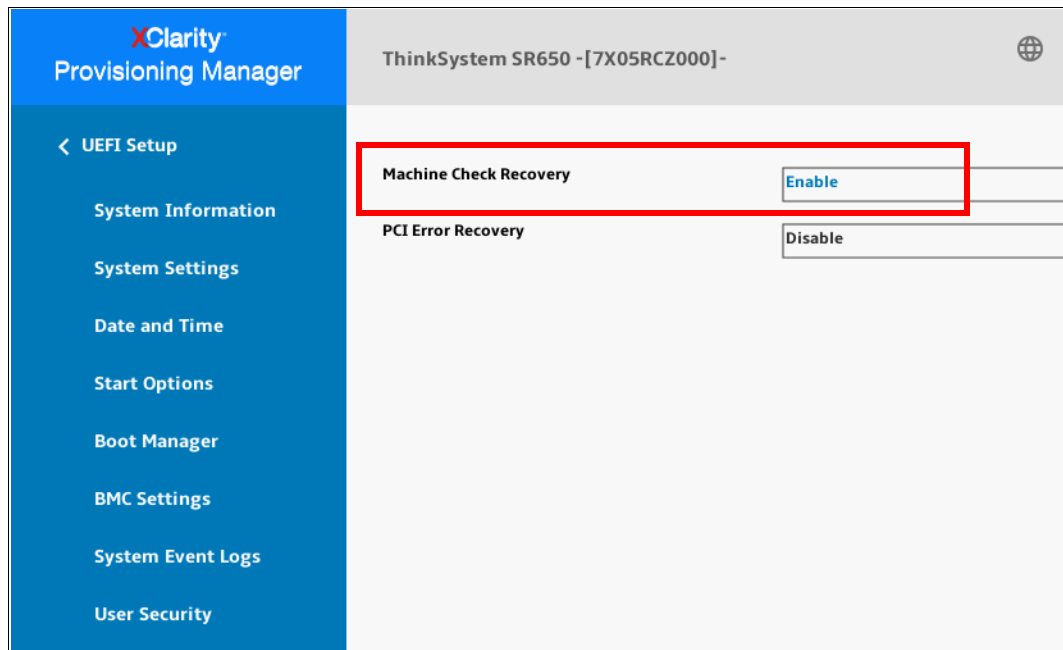 XClarity
Provisioning Manager
ThinkSystem SR650 -[7X05RCZ000]-
UEFI Setup
System Information
System Settings
Date and Time
Start Options
Boot Manager
BMC Settings
System Event Logs
User Security
Machine Check Recovery
Enable
PCI Error Recovery
Disable